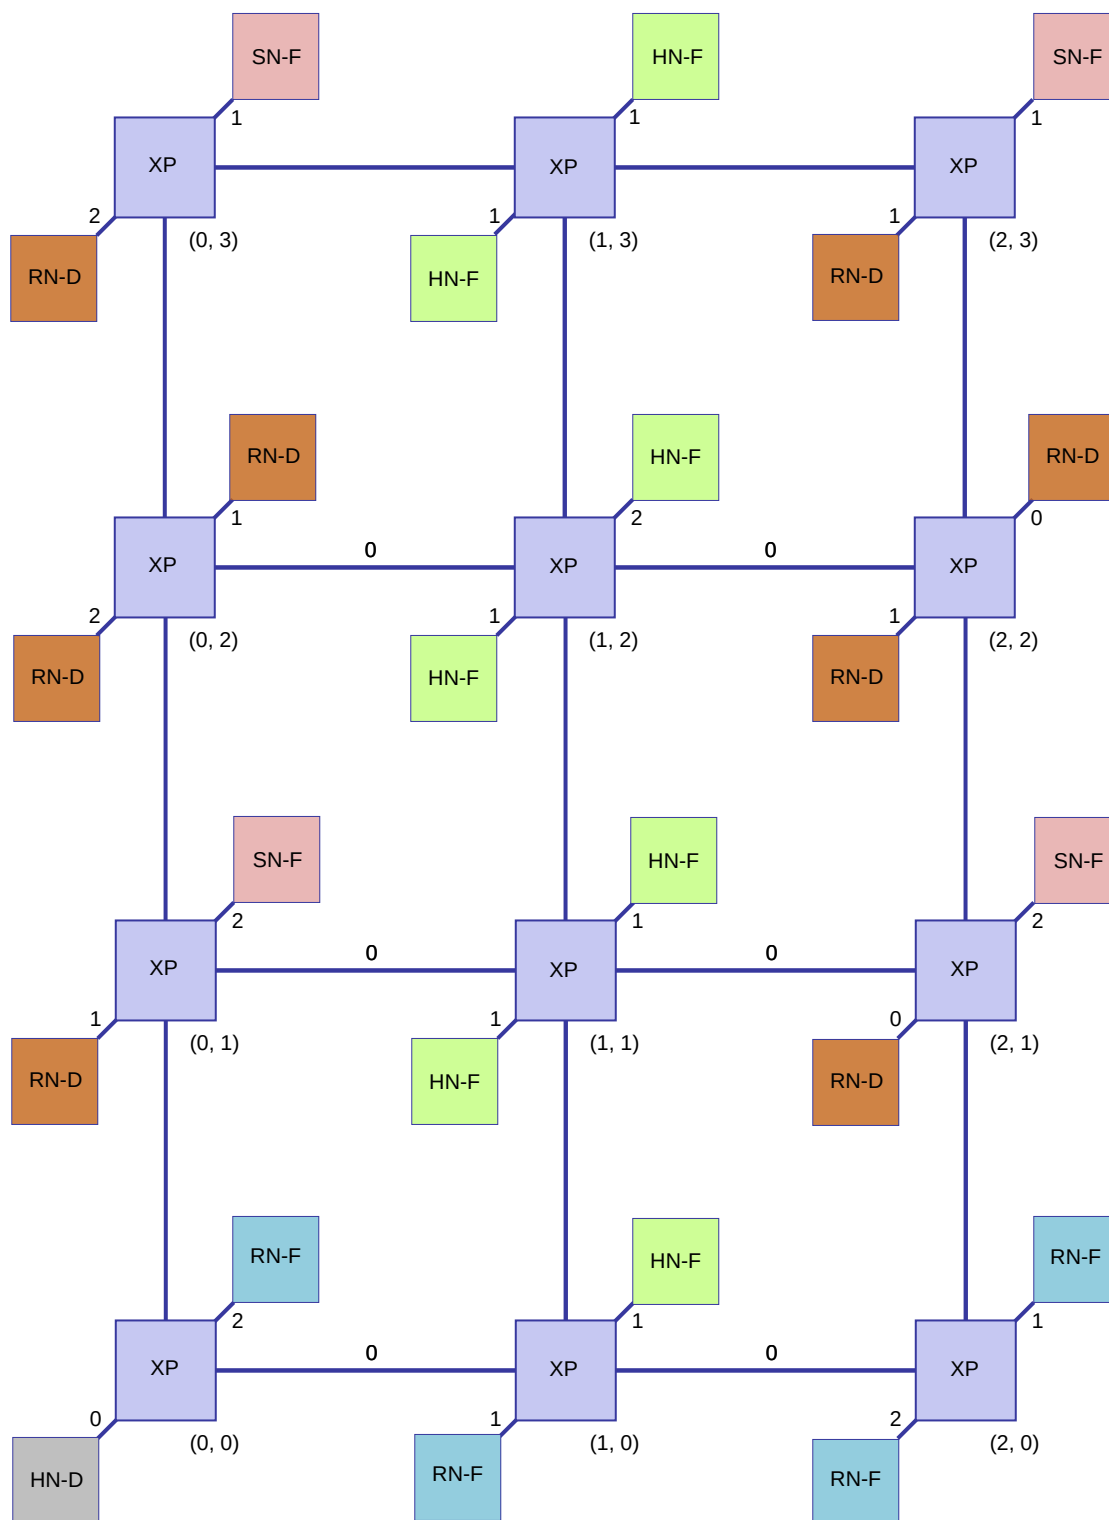 SN-F HN-F SN-F
1 1 1
XP XP XP
2 1 1
(0, 3) (1, 3) (2, 3)
RN-D HN-F RN-D
RN-D HN-F RN-D
1 2 0
0 0
XP XP XP
2 1 1
(0, 2) (1, 2) (2, 2)
RN-D HN-F RN-D
SN-F HN-F SN-F
2 1 2
0 0
XP XP XP
1 1 0
(0, 1) (1, 1) (2, 1)
RN-D HN-F RN-D
RN-F HN-F RN-F
2 1 1
0 0
XP XP XP
0 1 2
(0, 0) (1, 0) (2, 0)
HN-D RN-F RN-F